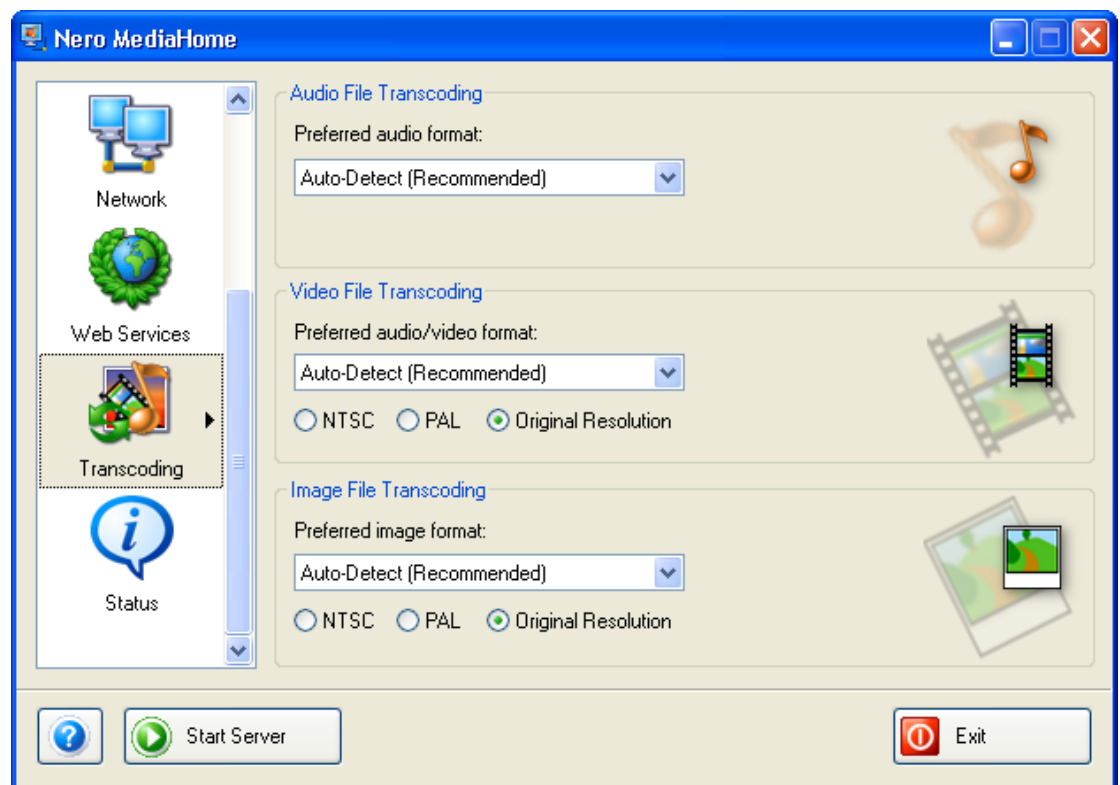 Nero MediaHome
Network
Web Services
Transcoding
Status
Audio File Transcoding
Preferred audio format:
Auto-Detect (Recommended)
Video File Transcoding
Preferred audio/video format:
Auto-Detect (Recommended)
NTSC PAL Original Resolution
Image File Transcoding
Preferred image format:
Auto-Detect (Recommended)
NTSC PAL Original Resolution
Start Server
Exit